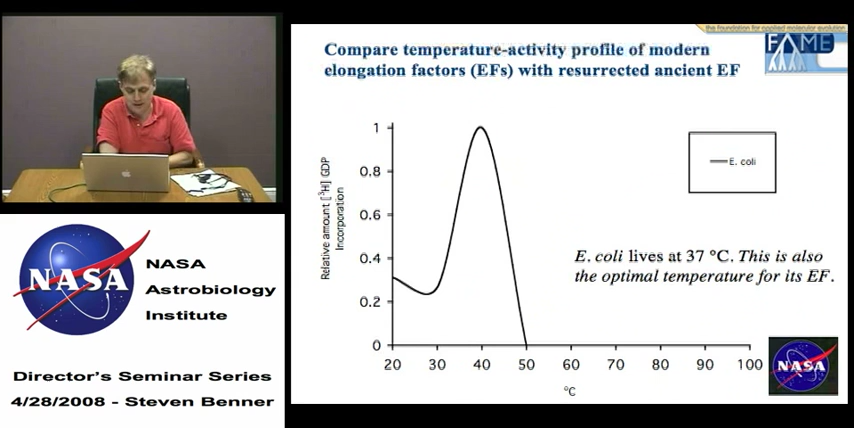 the foundation for applied molecular evolution
FAME
Compare temperature-activity profile of modern
elongation factors (EFs) with resurrected ancient EF
Relative amount [³H] GDP
Incorporation
1
0.8
0.6
0.4
0.2
0
20 30 40 50 60 70 80 90 100
°C
E. coli
E. coli lives at 37 °C. This is also
the optimal temperature for its EF.
NASA
NASA
NASA
Astrobiology
Institute
Director's Seminar Series
4/28/2008 - Steven Benner